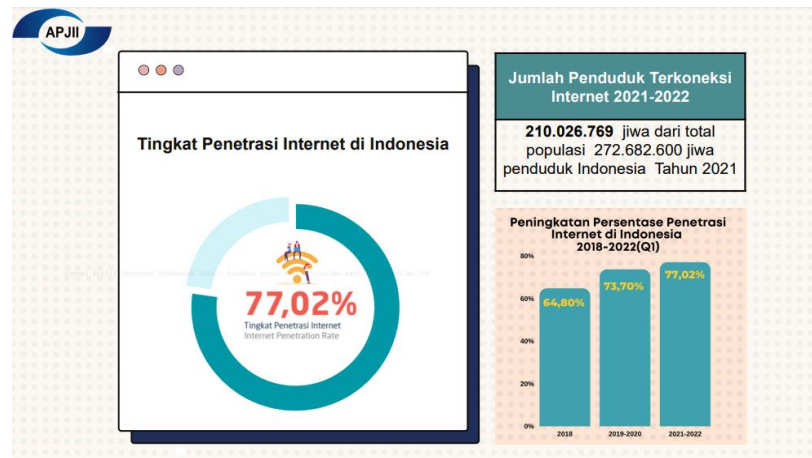 APJII
Tingkat Penetrasi Internet di Indonesia
77,02%
Tingkat Penetrasi Internet
Internet Penetration Rate
Jumlah Penduduk Terkoneksi
Internet 2021-2022
210.026.769 jiwa dari total
populasi 272.682.600 jiwa
penduduk Indonesia Tahun 2021
Peningkatan Persentase Penetrasi
Internet di Indonesia
2018-2022(Q1)
80%
60%
40%
20%
0%
64,80%
73,70%
77,02%
2018
2019-2020
2021-2022